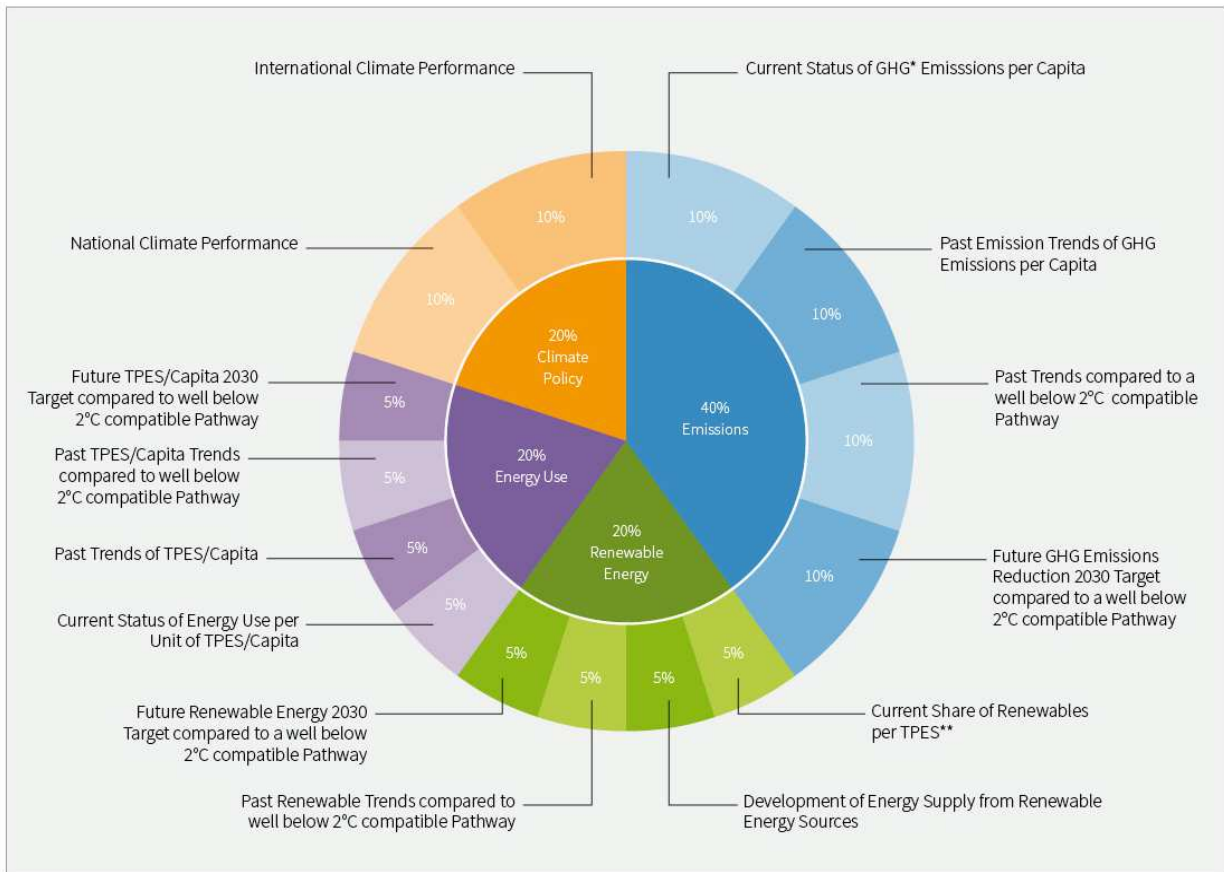 International Climate Performance
Current Status of GHG* Emisssions per Capita
10%
10%
National Climate Performance
Past Emission Trends of GHG
Emissions per Capita
10%
10%
20%
Climate
Policy
Future TPES/Capita 2030
Target compared to well below
2°C compatible Pathway
5%
40%
Emissions
Past Trends compared to a
well below 2°C compatible
Pathway
10%
Past TPES/Capita Trends
compared to well below
2°C compatible Pathway
5%
20%
Energy Use
20%
Renewable
Energy
Past Trends of TPES/Capita
5%
Future GHG Emissions
Reduction 2030 Target
compared to a well below
2°C compatible Pathway
10%
Current Status of Energy Use per
Unit of TPES/Capita
5%
5%
5%
5%
5%
Future Renewable Energy 2030
Target compared to a well below
2°C compatible Pathway
Current Share of Renewables
per TPES**
Past Renewable Trends compared to
well below 2°C compatible Pathway
Development of Energy Supply from Renewable
Energy Sources